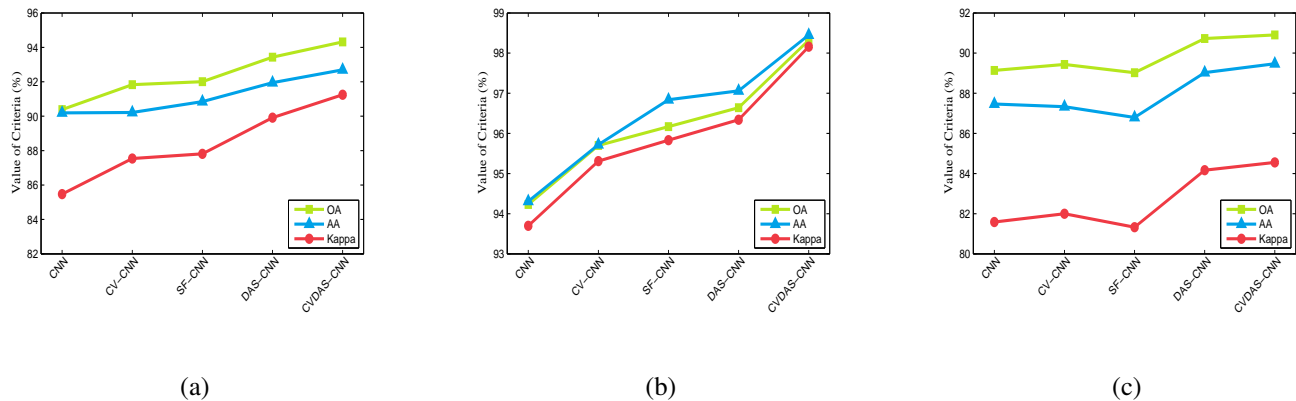 96
94
92
90
88
86
84
82
Value of Criteria (%)
OA
AA
Kappa
CNN
CV−CNN
SF−CNN
DAS−CNN
CVDAS−CNN
(a)
99
98
97
96
95
94
93
Value of Criteria (%)
OA
AA
Kappa
CNN
CV−CNN
SF−CNN
DAS−CNN
CVDAS−CNN
(b)
92
90
88
86
84
82
80
Value of Criteria (%)
OA
AA
Kappa
CNN
CV−CNN
SF−CNN
DAS−CNN
CVDAS−CNN
(c)